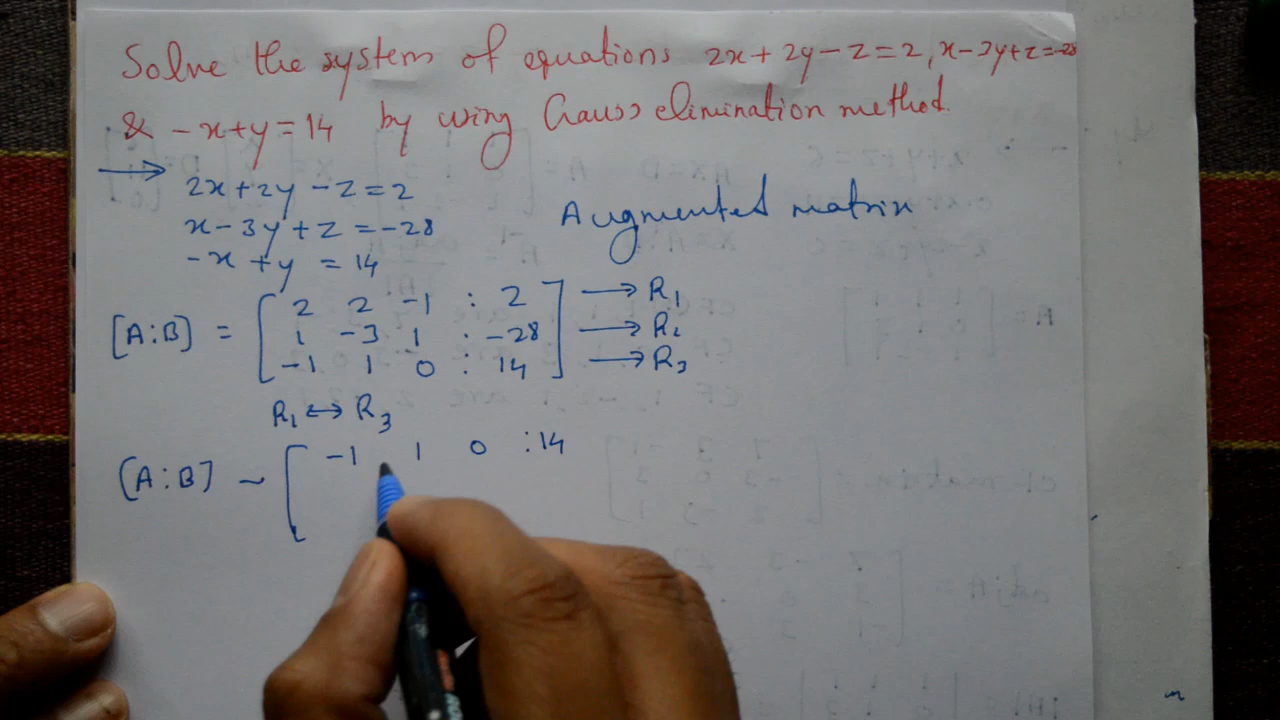 Solve the system of equations 2x+2y-z=2, x-3y+z=-28
& -x+y=14 by using Gauss elimination method.
→ 2x+2y-z=2
x-3y+z=-28
-x+y =14
Augmented matrix
[A:B] = [ 2 2 -1 : 2 ] → R1
1 -3 1 : -28 → R2
-1 1 0 : 14 → R3
R1 ↔ R3
[A:B] ~ [ -1 1 0 :14